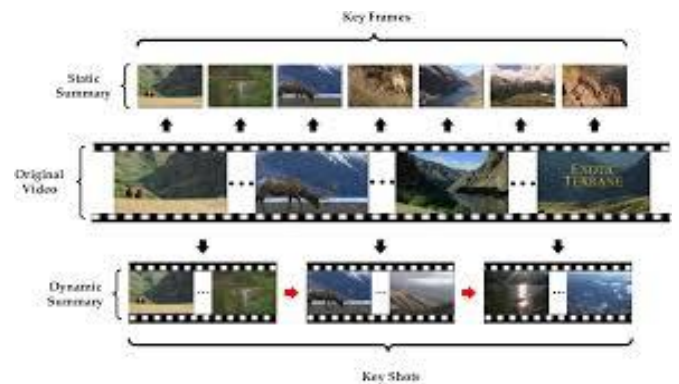 Key Frames
Static
Summary
Original
Video
EXOTIC
TERRANE
Dynamic
Summary
Key Shots